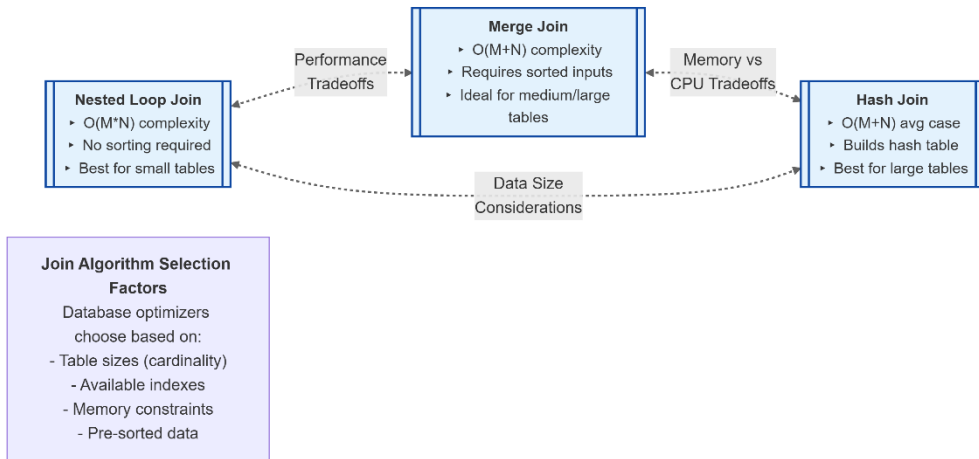 Merge Join
‣ O(M+N) complexity
‣ Requires sorted inputs
‣ Ideal for medium/large
tables
Performance
Tradeoffs
Memory vs
CPU Tradeoffs
Nested Loop Join
‣ O(M*N) complexity
‣ No sorting required
‣ Best for small tables
Hash Join
‣ O(M+N) avg case
‣ Builds hash table
‣ Best for large tables
Data Size
Considerations
Join Algorithm Selection
Factors
Database optimizers
choose based on:
- Table sizes (cardinality)
- Available indexes
- Memory constraints
- Pre-sorted data